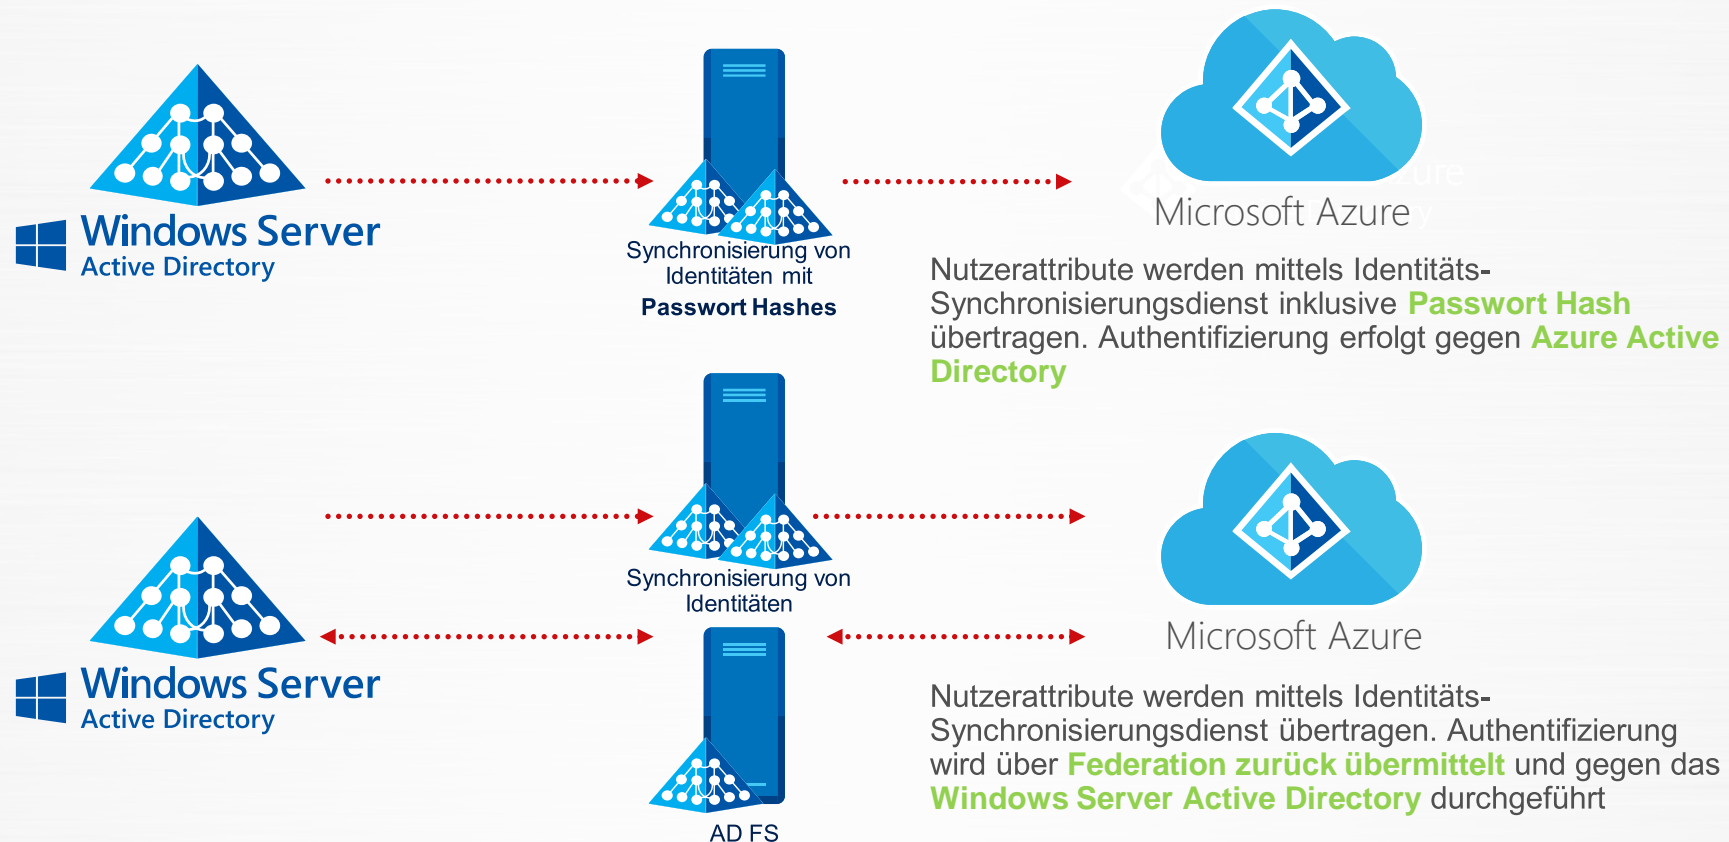 Windows Server
Active Directory
Synchronisierung von
Identitäten mit
Passwort Hashes
Microsoft Azure
Nutzerattribute werden mittels Identitäts-
Synchronisierungsdienst inklusive Passwort Hash
übertragen. Authentifizierung erfolgt gegen Azure Active
Directory
Windows Server
Active Directory
Synchronisierung von
Identitäten
AD FS
Microsoft Azure
Nutzerattribute werden mittels Identitäts-
Synchronisierungsdienst übertragen. Authentifizierung
wird über Federation zurück übermittelt und gegen das
Windows Server Active Directory durchgeführt